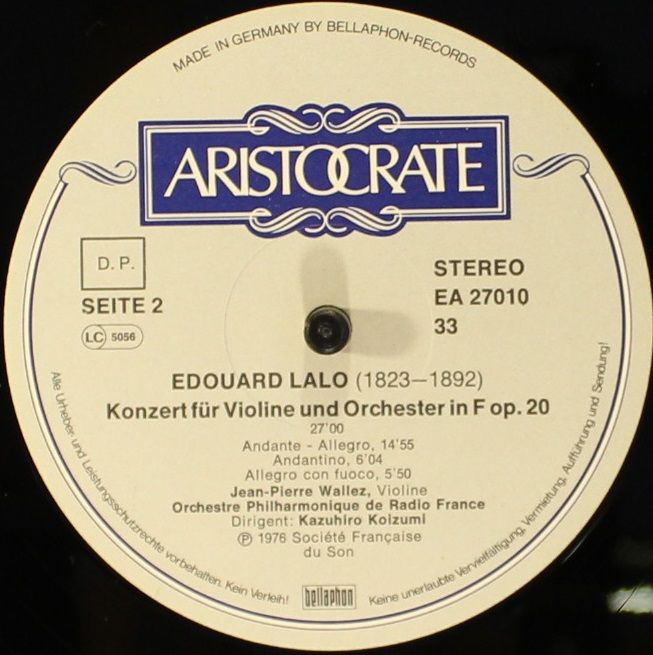 MADE IN GERMANY BY BELLAPHON-RECORDS
ARISTOCRATE
D. P.
SEITE 2
LC 5056
STEREO
EA 27010
33
EDOUARD LALO (1823–1892)
Konzert für Violine und Orchester in F op. 20
27'00
Andante - Allegro, 14'55
Andantino, 6'04
Allegro con fuoco, 5'50
Jean-Pierre Wallez, Violine
Orchestre Philharmonique de Radio France
Dirigent: Kazuhiro Koizumi
Ⓟ 1976 Société Française
du Son
Alle Urheber- und Leistungsschutzrechte vorbehalten. Kein Verleih!
bellaphon
Keine unerlaubte Vervielfältigung, Vermietung, Aufführung und Sendung!